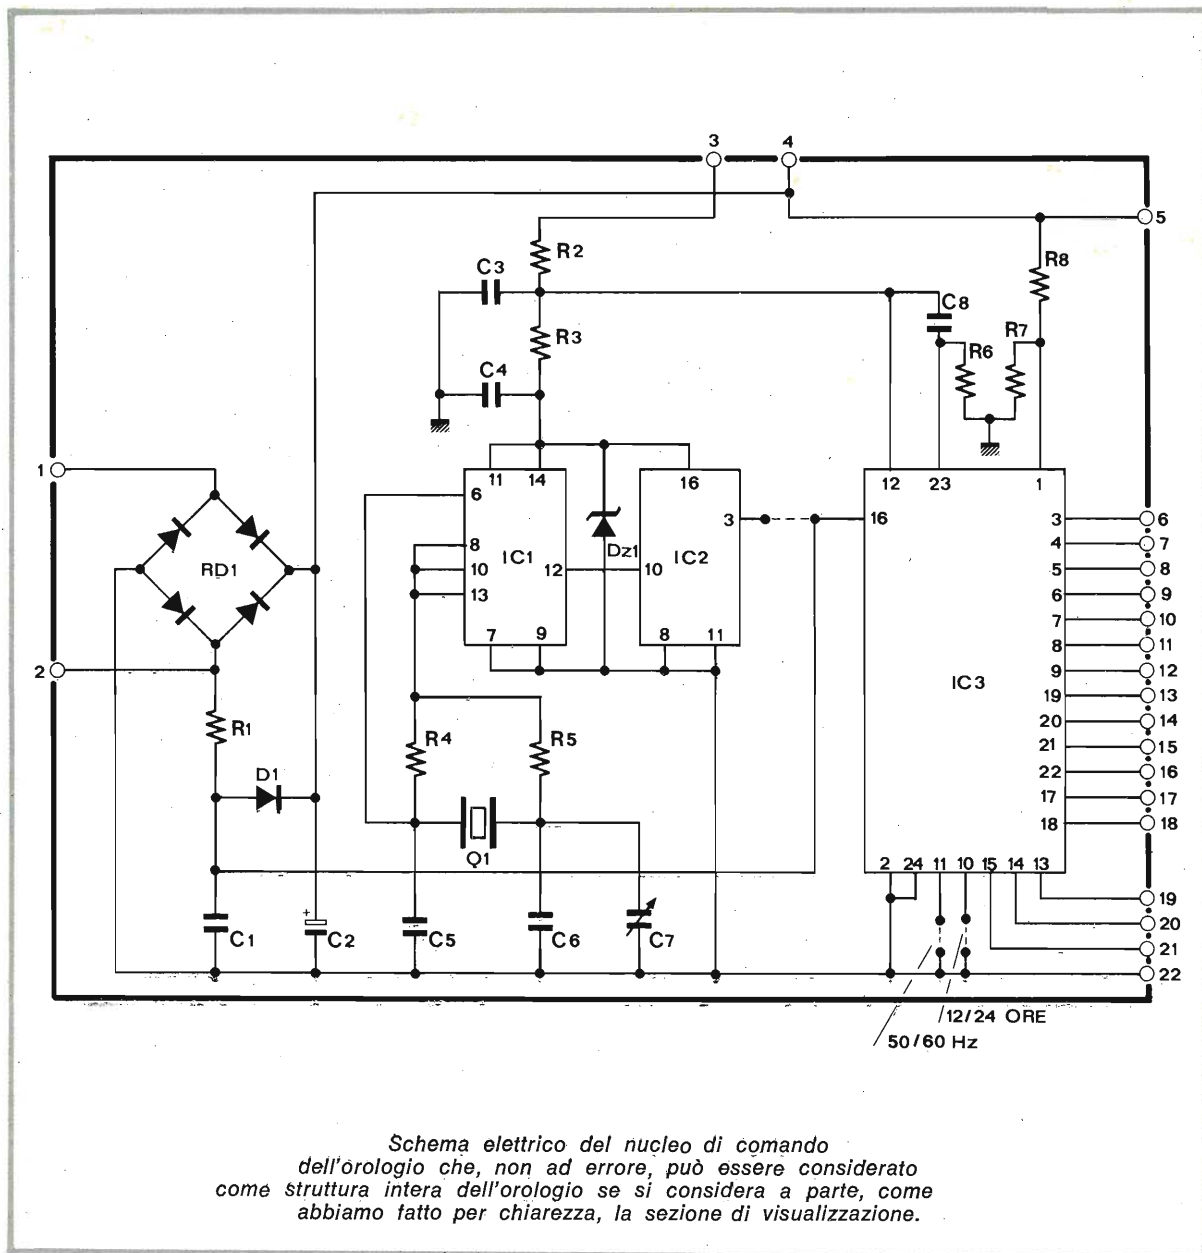 3 4
5
R2
R8
C3
C8
R3
R7
R6
C4
1
11 14
16
12 23 1
6
3
16
3 6
4 7
8
Dz1
5 8
RD1
IC1
12
10
IC2
10
6 9
13
7 10
7 9
8 11
8 11
2
9 12
IC3
19 13
20 14
R1
R4
R5
21 15
22 16
D1
17 17
18 18
Q1
2 24 11 10 15 14 13
19
+
C1
C2
C5
C6
C7
20
21
22
12/24 ORE
50/60 Hz
Schema elettrico del nucleo di comando
dell'orologio che, non ad errore, può essere considerato
come struttura intera dell'orologio se si considera a parte, come
abbiamo fatto per chiarezza, la sezione di visualizzazione.